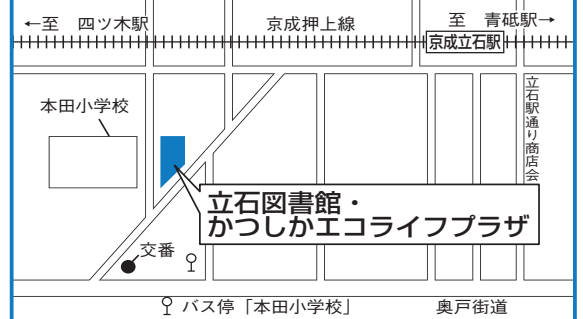 ←至 四ツ木駅
京成押上線
至 青砥駅→
京成立石駅
本田小学校
立石駅通り商店会
立石図書館・
かつしかエコライフプラザ
交番
バス停「本田小学校」
奥戸街道